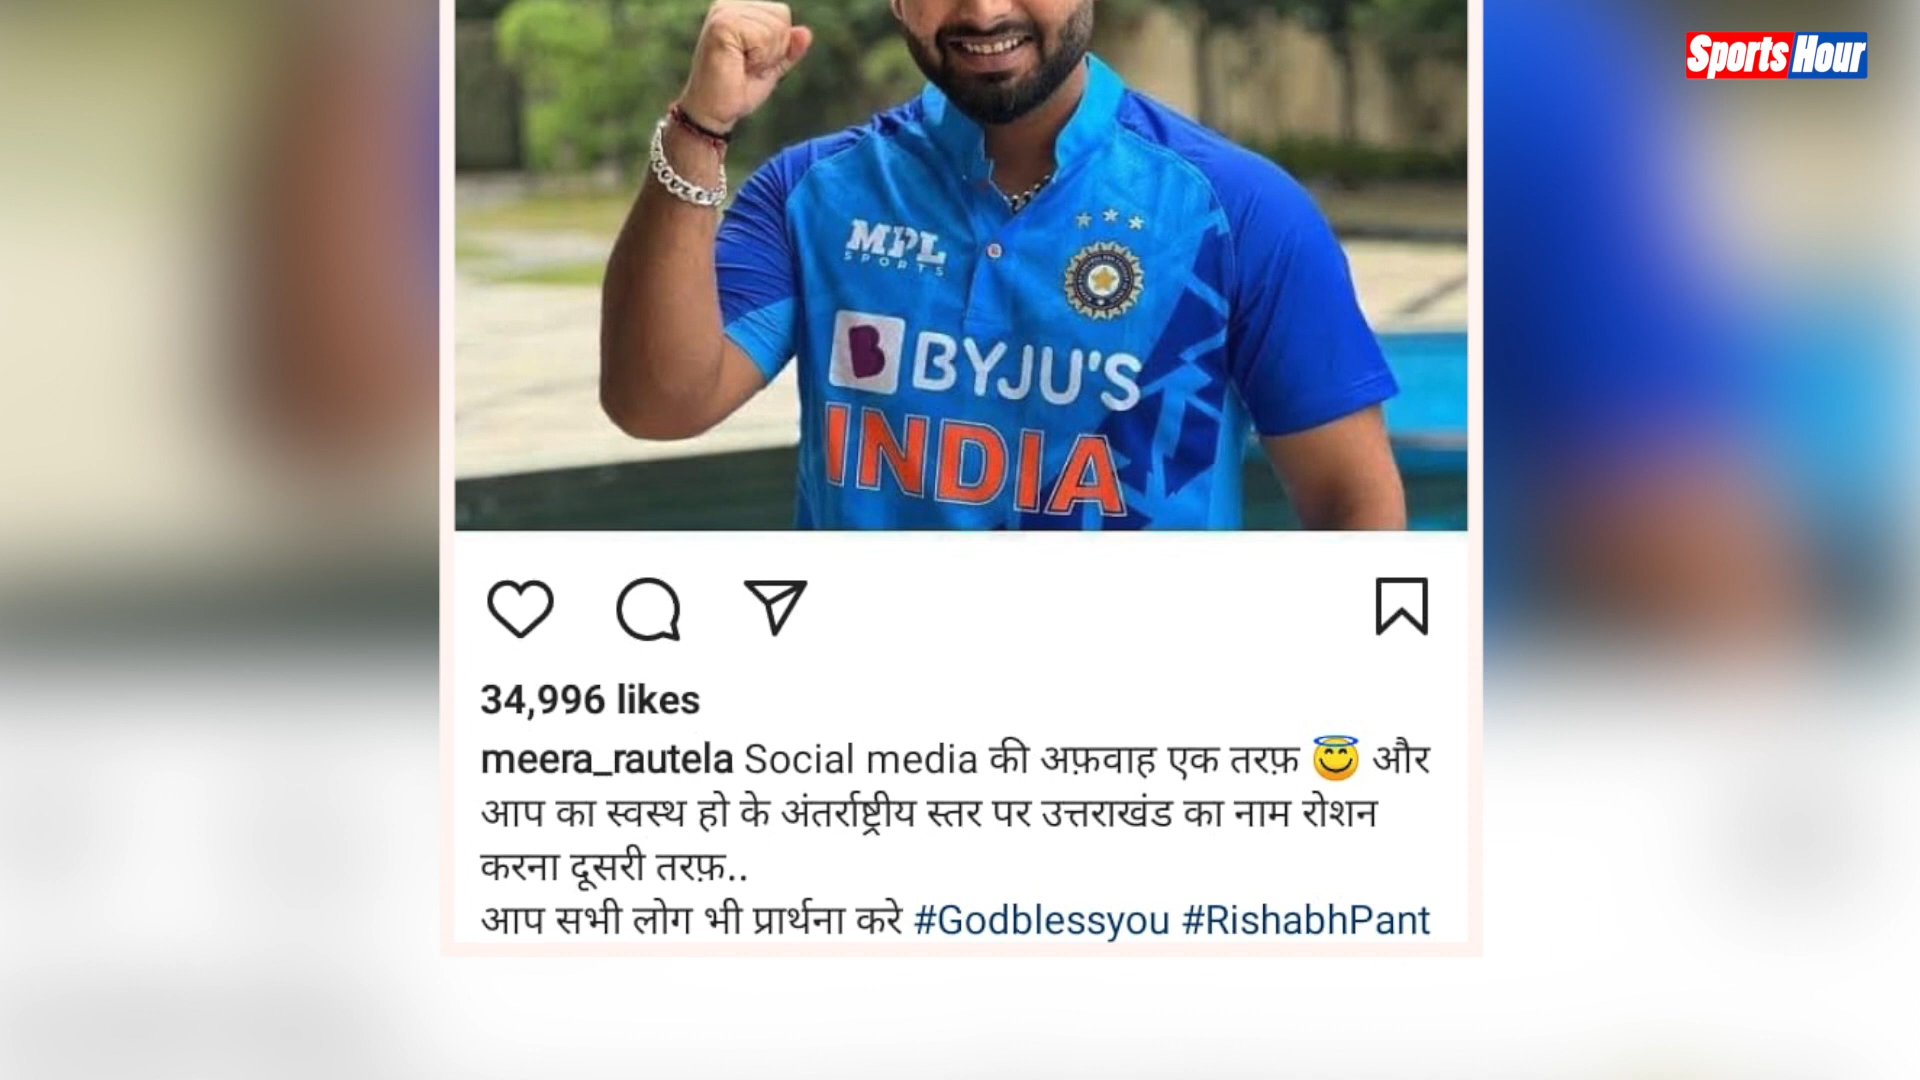 Sports Hour
MPL
SPORTS
BYJU'S
INDIA
34,996 likes
meera_rautela Social media की अफ़वाह एक तरफ़ 😇 और
आप का स्वस्थ हो के अंतर्राष्ट्रीय स्तर पर उत्तराखंड का नाम रोशन
करना दूसरी तरफ़..
आप सभी लोग भी प्रार्थना करे #Godblessyou #RishabhPant